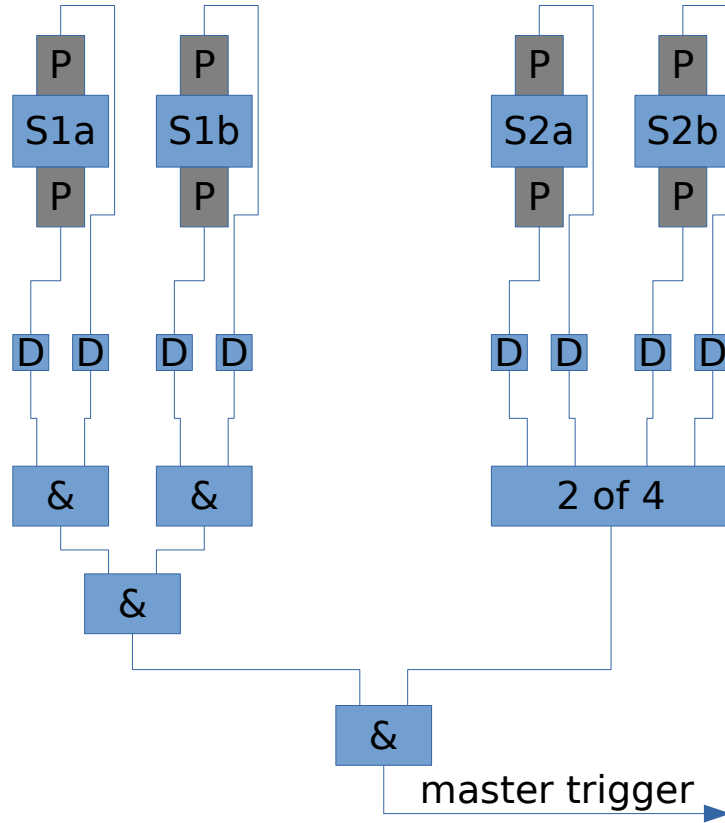 P P P P
S1a S1b S2a S2b
P P P P
D D D D D D D D
& & 2 of 4
&
&
master trigger